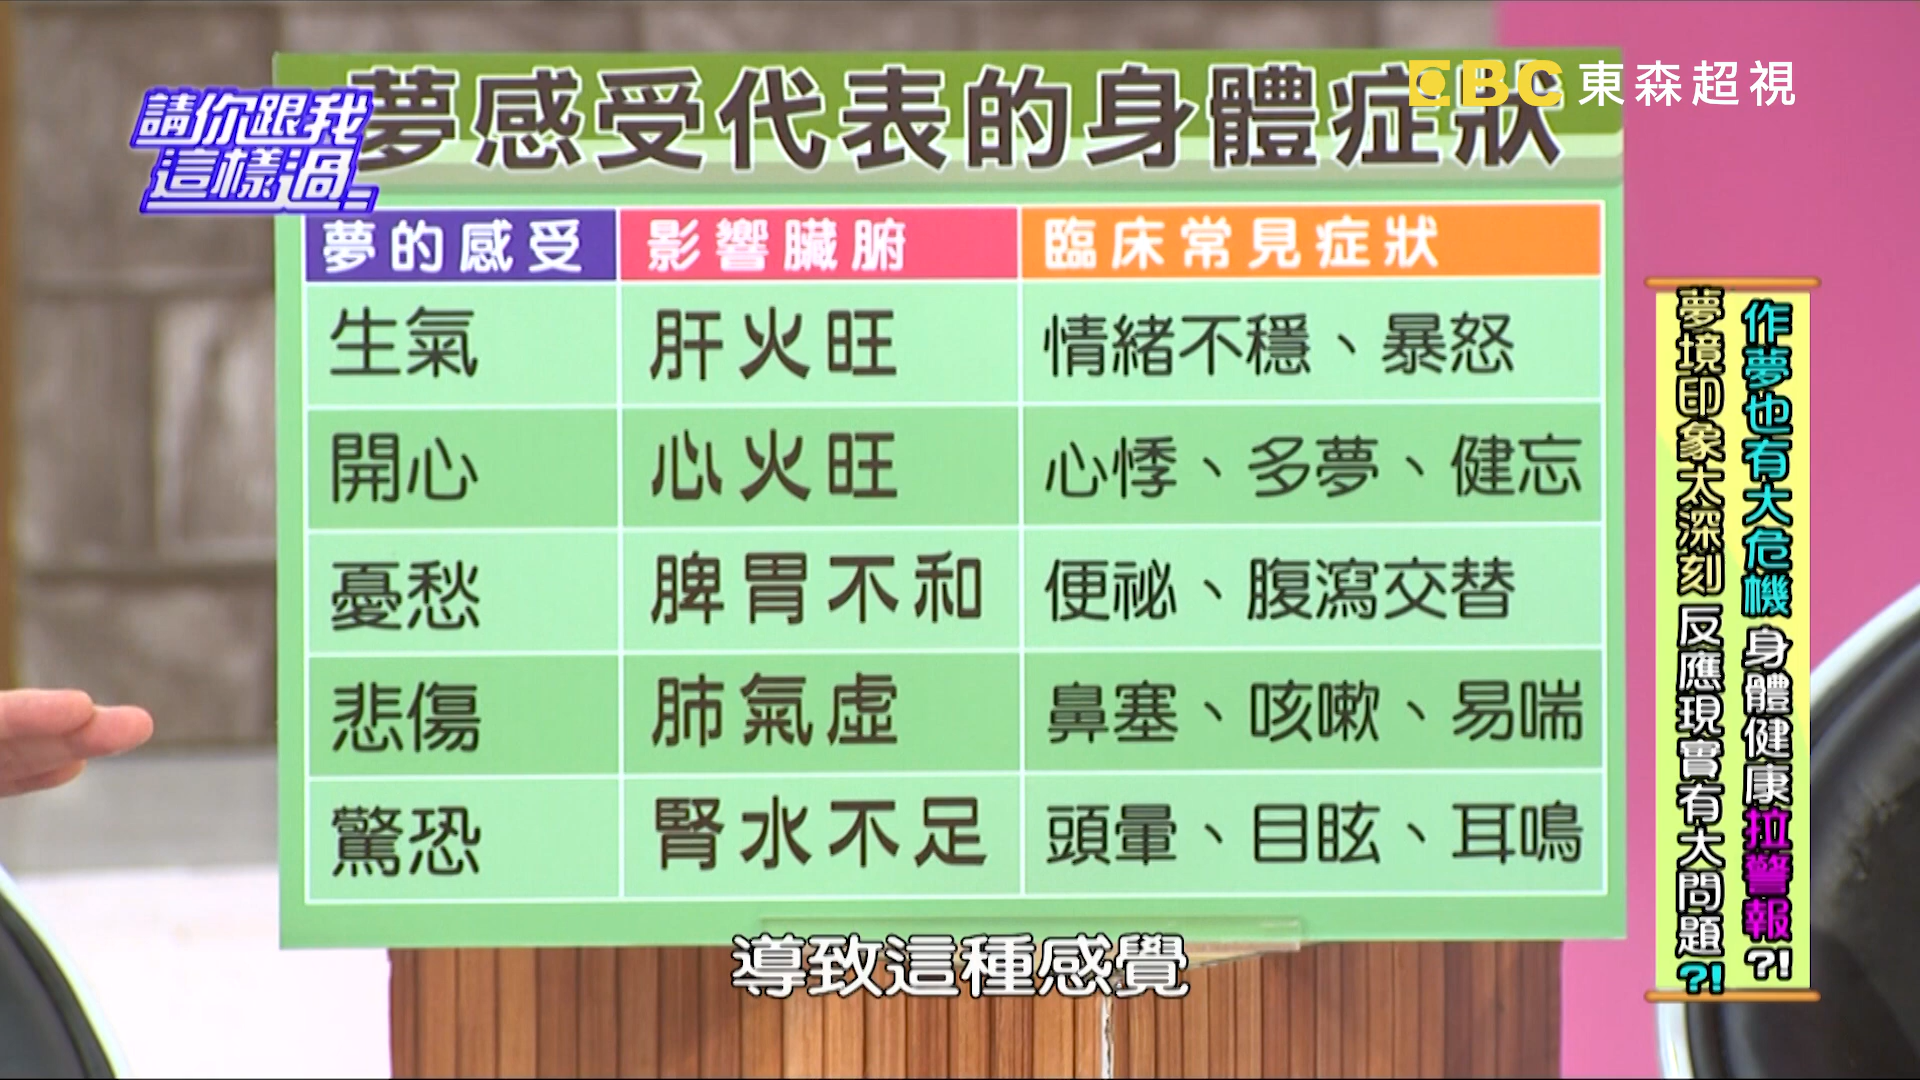 夢感受代表的身體症狀
EBC 東森超視
請你跟我
這樣過
夢的感受 影響臟腑 臨床常見症狀
生氣 肝火旺 情緒不穩、暴怒
開心 心火旺 心悸、多夢、健忘
憂愁 脾胃不和 便祕、腹瀉交替
悲傷 肺氣虛 鼻塞、咳嗽、易喘
驚恐 腎水不足 頭暈、目眩、耳鳴
作夢也有大危機 身體健康拉警報?!
夢境印象太深刻 反應現實有大問題?!
導致這種感覺